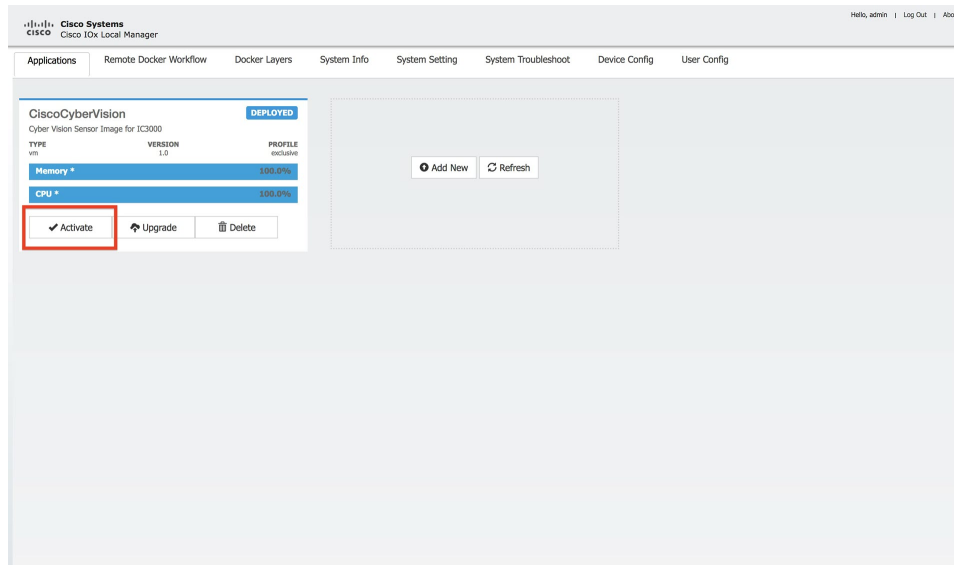 Hello, admin | Log Out | Abo
Cisco Systems
CISCO Cisco IOx Local Manager
Applications Remote Docker Workflow Docker Layers System Info System Setting System Troubleshoot Device Config User Config
CiscoCyberVision DEPLOYED
Cyber Vision Sensor Image for IC3000
TYPE VERSION PROFILE
vm 1.0 exclusive
Memory * 100.0%
CPU * 100.0%
Activate Upgrade Delete
Add New Refresh